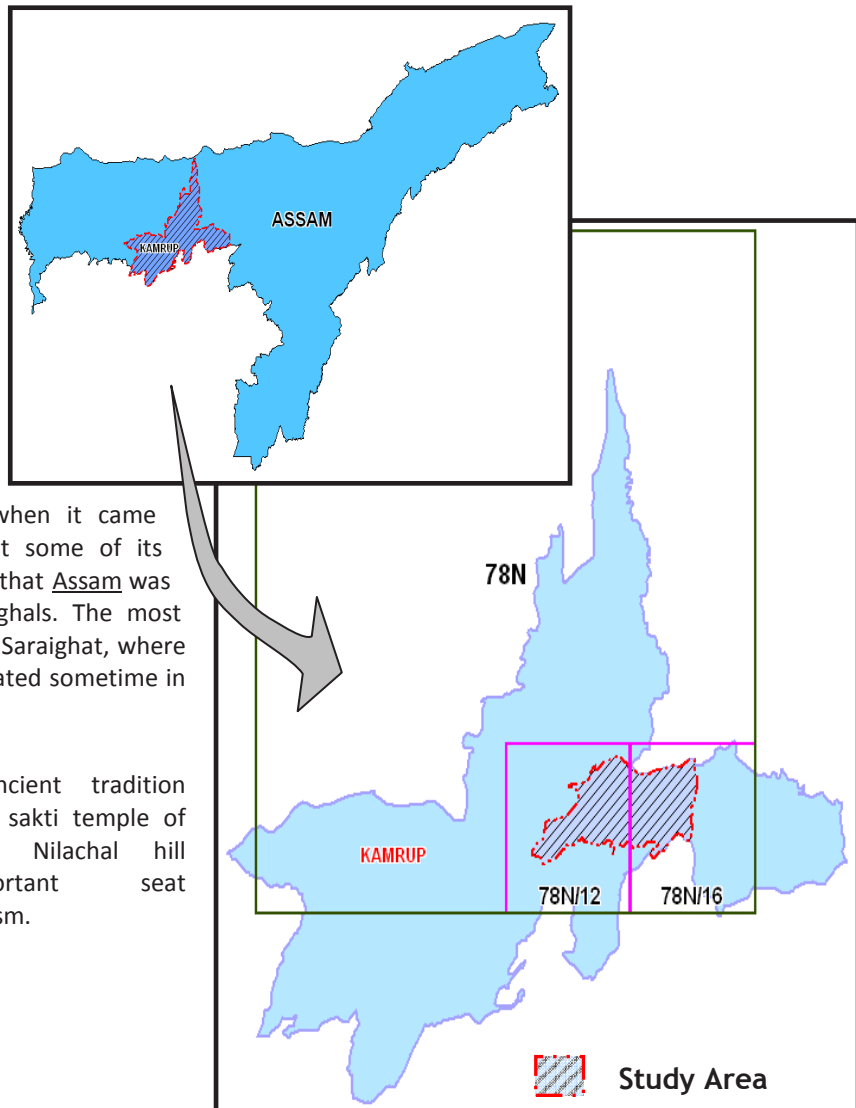 ASSAM
KAMRUP
when it came
t some of its
that Assam was
ghals. The most
Saraighat, where
ated sometime in
ncient tradition
sakti temple of
Nilachal hill
ortant seat
sm.
78N
KAMRUP
78N/12 78N/16
Study Area